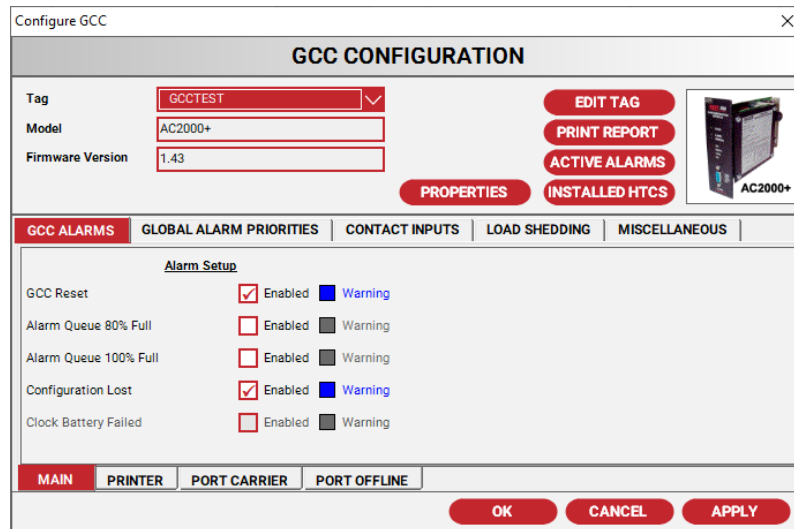 Configure GCC
GCC CONFIGURATION
Tag GCCTEST EDIT TAG
Model AC2000+ PRINT REPORT
Firmware Version 1.43 ACTIVE ALARMS
PROPERTIES INSTALLED HTCS AC2000+
GCC ALARMS GLOBAL ALARM PRIORITIES CONTACT INPUTS LOAD SHEDDING MISCELLANEOUS
Alarm Setup
GCC Reset Enabled Warning
Alarm Queue 80% Full Enabled Warning
Alarm Queue 100% Full Enabled Warning
Configuration Lost Enabled Warning
Clock Battery Failed Enabled Warning
MAIN PRINTER PORT CARRIER PORT OFFLINE
OK CANCEL APPLY